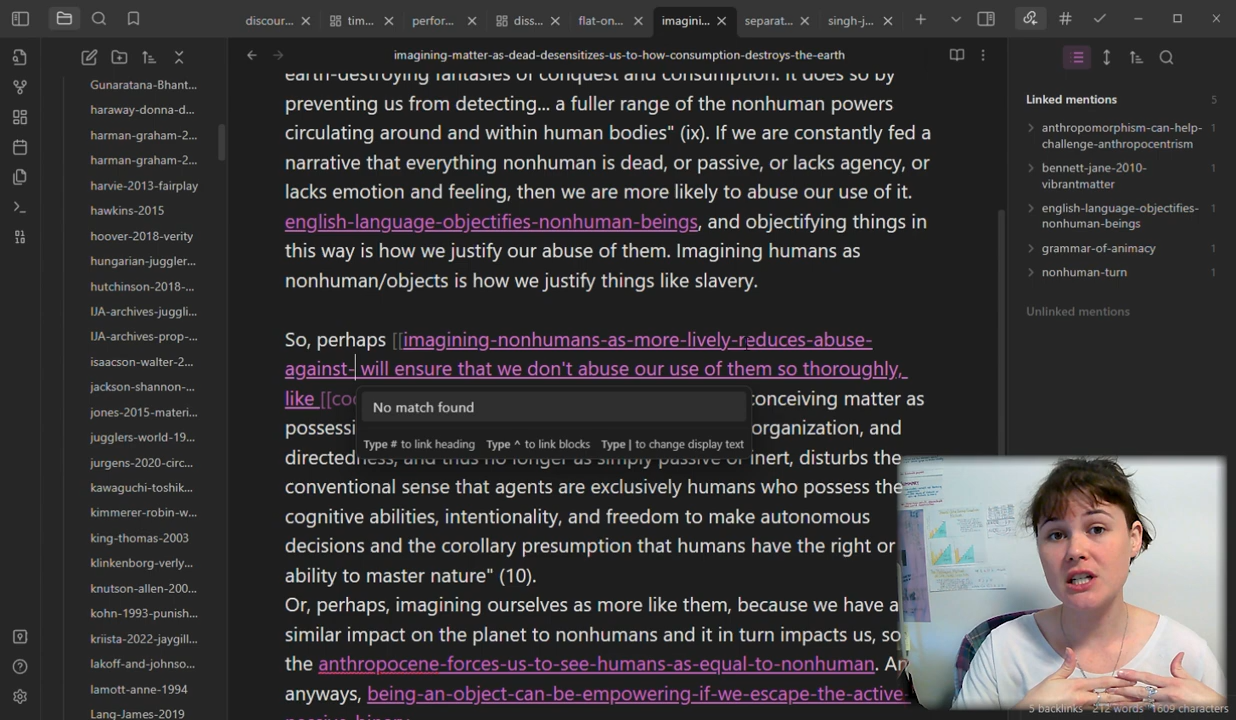 discour...
tim...
perfor...
diss...
flat-on...
imagini...
separat...
singh-j...
imagining-matter-as-dead-desensitizes-us-to-how-consumption-destroys-the-earth
Gunaratana-Bhant...
haraway-donna-d...
harman-graham-2...
harman-graham-2...
harvie-2013-fairplay
hawkins-2015
hoover-2018-verity
hungarian-juggler...
hutchinson-2018-...
IJA-archives-juggli...
IJA-archives-prop-...
isaacson-walter-2...
jackson-shannon-...
jones-2015-materi...
jugglers-world-19...
jurgens-2020-circ...
kawaguchi-toshik...
kimmerer-robin-w...
king-thomas-2003
klinkenborg-verly...
knutson-allen-200...
kohn-1993-punish...
kriista-2022-jaygill...
lakoff-and-johnso...
lamott-anne-1994
Lang-James-2019
earth-destroying fantasies of conquest and consumption. It does so by
preventing us from detecting... a fuller range of the nonhuman powers
circulating around and within human bodies" (ix). If we are constantly fed a
narrative that everything nonhuman is dead, or passive, or lacks agency, or
lacks emotion and feeling, then we are more likely to abuse our use of it.
english-language-objectifies-nonhuman-beings, and objectifying things in
this way is how we justify our abuse of them. Imagining humans as
nonhuman/objects is how we justify things like slavery.
So, perhaps [[imagining-nonhumans-as-more-lively-reduces-abuse-
against- will ensure that we don't abuse our use of them so thoroughly,
like [[coo
conceiving matter as
No match found
possessi
organization, and
Type # to link heading Type ^ to link blocks Type | to change display text
directedness, and thus no longer as simply passive or inert, disturbs the
conventional sense that agents are exclusively humans who possess the
cognitive abilities, intentionality, and freedom to make autonomous
decisions and the corollary presumption that humans have the right or
ability to master nature" (10).
Or, perhaps, imagining ourselves as more like them, because we have a
similar impact on the planet to nonhumans and it in turn impacts us, so
the anthropocene-forces-us-to-see-humans-as-equal-to-nonhuman. An
anyways, being-an-object-can-be-empowering-if-we-escape-the-active-
passive-binary
Linked mentions 5
anthropomorphism-can-help-
challenge-anthropocentrism 1
bennett-jane-2010-
vibrantmatter 1
english-language-objectifies-
nonhuman-beings 1
grammar-of-animacy 1
nonhuman-turn 1
Unlinked mentions
5 backlinks 212 words 1609 characters